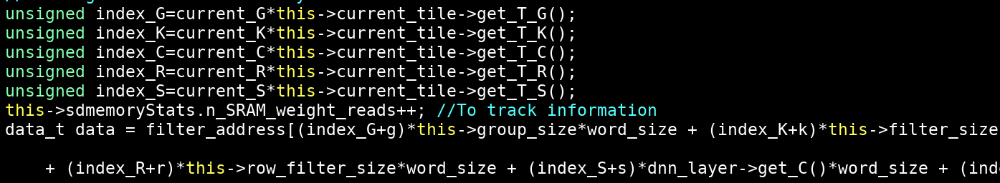 unsigned index_G=current_G*this->current_tile->get_T_G();
unsigned index_K=current_K*this->current_tile->get_T_K();
unsigned index_C=current_C*this->current_tile->get_T_C();
unsigned index_R=current_R*this->current_tile->get_T_R();
unsigned index_S=current_S*this->current_tile->get_T_S();
this->sdmemoryStats.n_SRAM_weight_reads++; //To track information
data_t data = filter_address[(index_G+g)*this->group_size*word_size + (index_K+k)*this->filter_size
+ (index_R+r)*this->row_filter_size*word_size + (index_S+s)*dnn_layer->get_C()*word_size + (ind